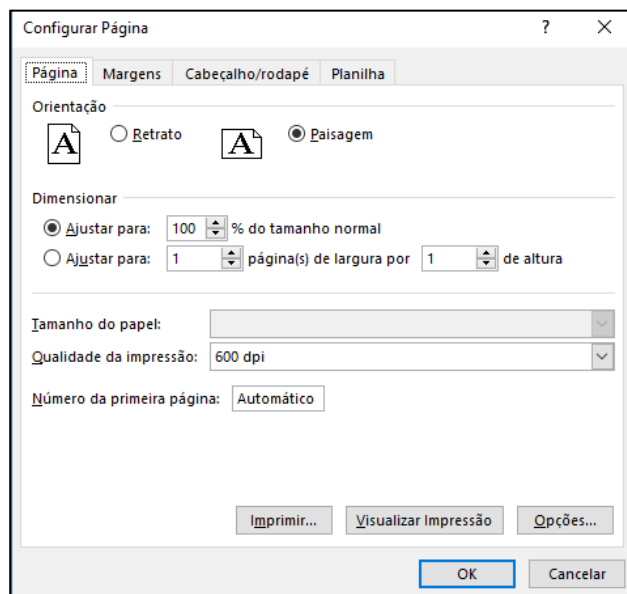 Configurar Página ?
Página Margens Cabeçalho/rodapé Planilha
Orientação
A Retrato A Paisagem
Dimensionar
Ajustar para: 100 % do tamanho normal
Ajustar para: 1 página(s) de largura por 1 de altura
Tamanho do papel:
Qualidade da impressão: 600 dpi
Número da primeira página: Automático
Imprimir... Visualizar Impressão Opções...
OK Cancelar